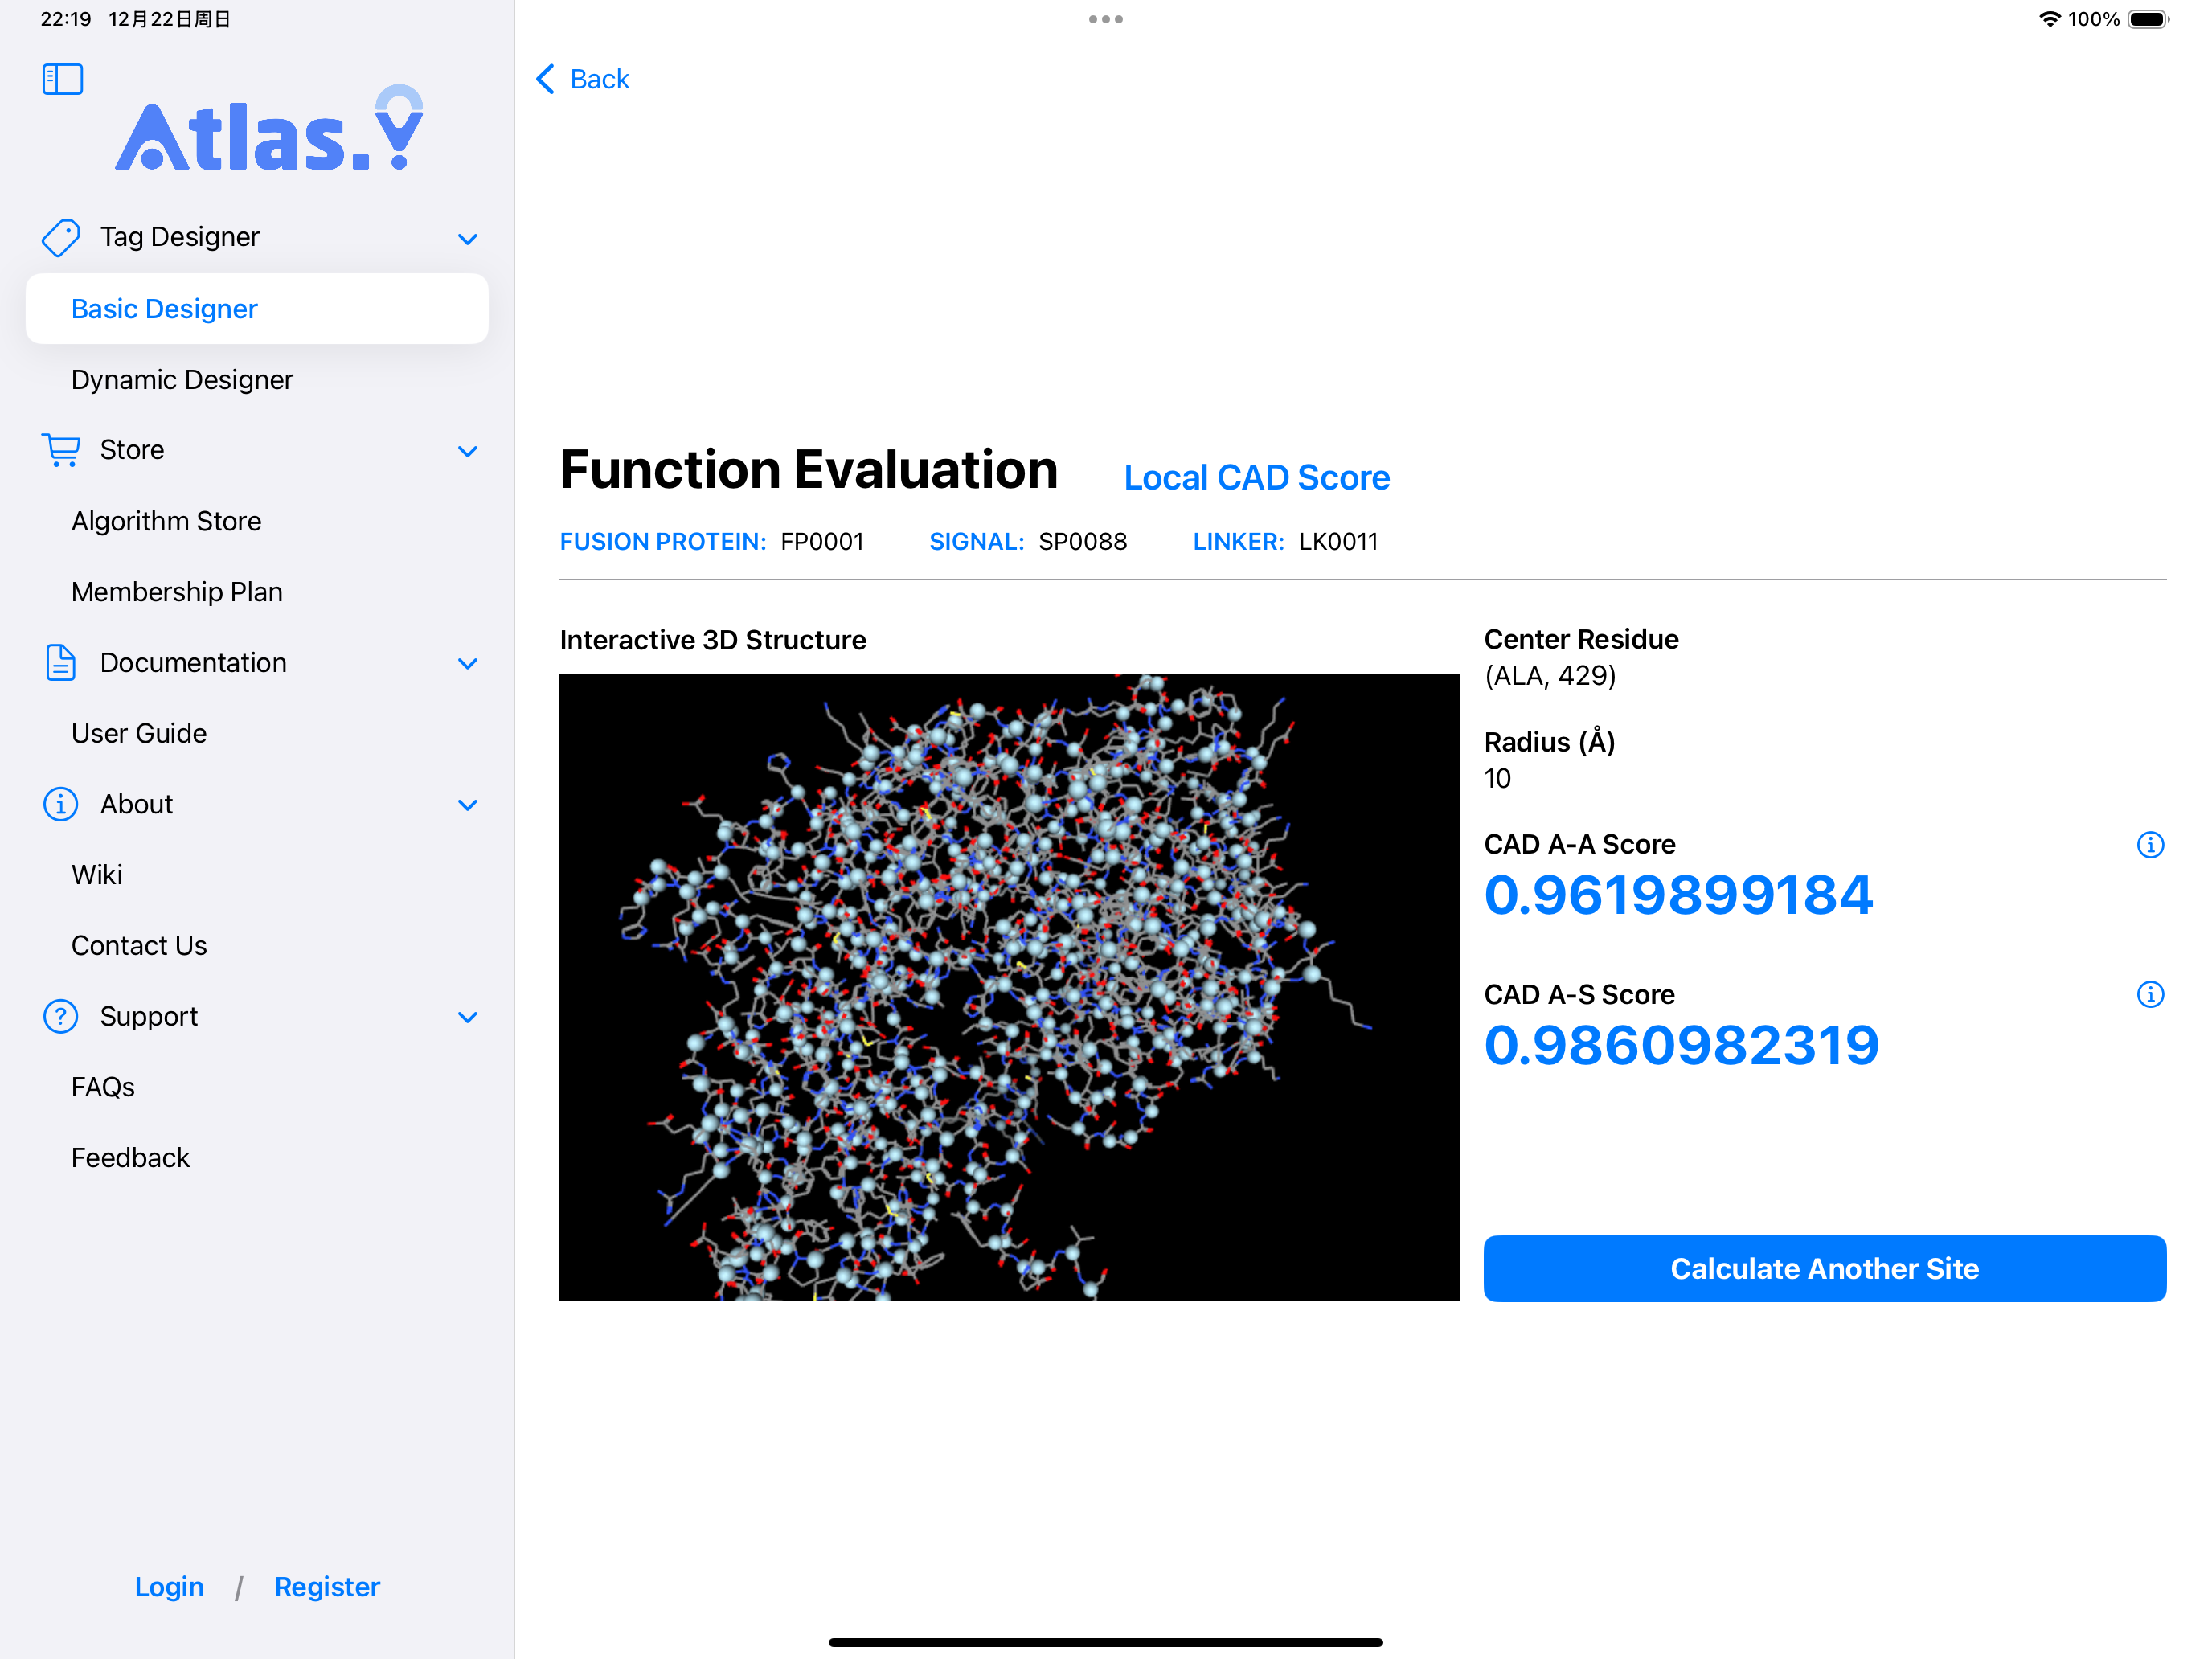 22:19 12月22日周日
100%
Atlas.
Tag Designer
Basic Designer
Dynamic Designer
Store
Algorithm Store
Membership Plan
Documentation
User Guide
About
Wiki
Contact Us
Support
FAQs
Feedback
Login / Register
Back
Function Evaluation Local CAD Score
FUSION PROTEIN: FP0001 SIGNAL: SP0088 LINKER: LK0011
Interactive 3D Structure
Center Residue
(ALA, 429)
Radius (Å)
10
CAD A-A Score
0.9619899184
CAD A-S Score
0.9860982319
Calculate Another Site